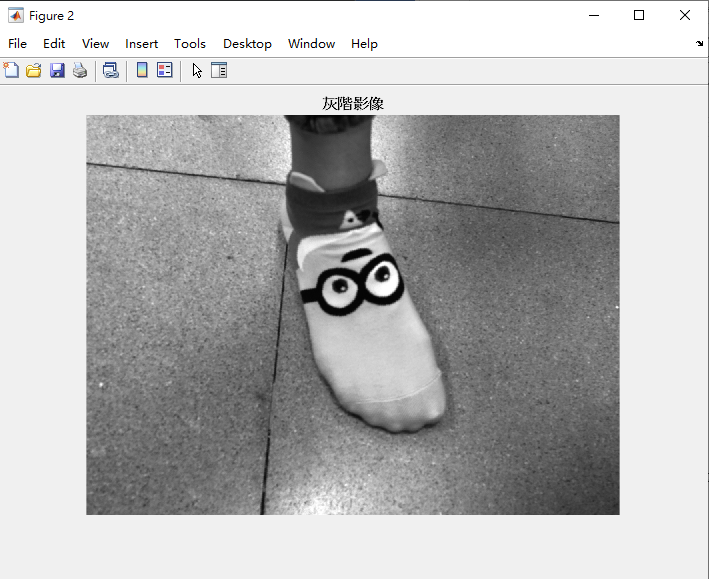 Figure 2
File Edit View Insert Tools Desktop Window Help
灰階影像